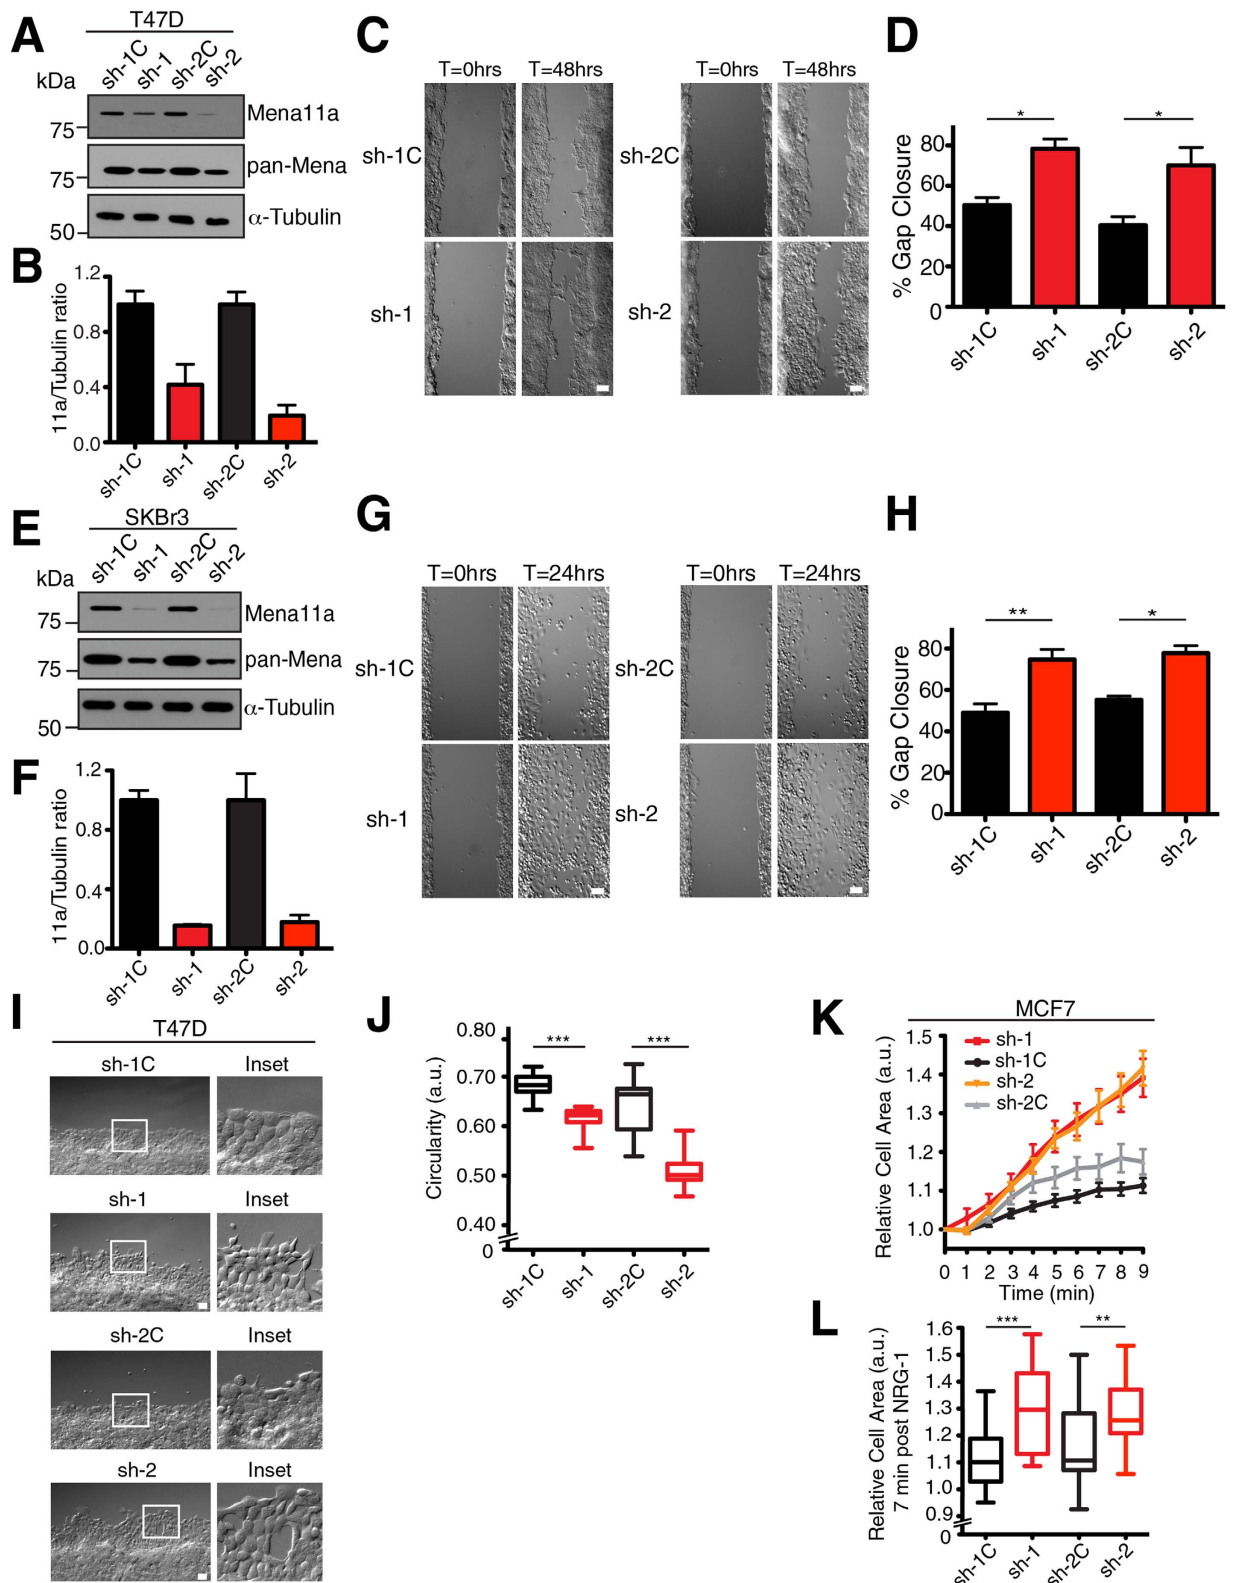 A
T47D
sh-1C sh-1 sh-2C sh-2
kDa
Mena11a
75
pan-Mena
75
α-Tubulin
50
B
11a/Tubulin ratio
1.2
0.8
0.4
0.0
sh-1C sh-1 sh-2C sh-2
C
T=0hrs T=48hrs T=0hrs T=48hrs
sh-1C sh-2C
sh-1 sh-2
D
% Gap Closure
* *
80
60
40
20
0
sh-1C sh-1 sh-2C sh-2
E
SKBr3
sh-1C sh-1 sh-2C sh-2
kDa
Mena11a
75
pan-Mena
75
α-Tubulin
50
F
11a/Tubulin ratio
1.2
0.8
0.4
0.0
sh-1C sh-1 sh-2C sh-2
G
T=0hrs T=24hrs T=0hrs T=24hrs
sh-1C sh-2C
sh-1 sh-2
H
% Gap Closure
** *
80
60
40
20
0
sh-1C sh-1 sh-2C sh-2
I
T47D
sh-1C Inset
sh-1 Inset
sh-2C Inset
sh-2 Inset
J
Circularity (a.u.)
*** ***
0.80
0.70
0.60
0.50
0.40
0
sh-1C sh-1 sh-2C sh-2
K
MCF7
Relative Cell Area (a.u.)
1.5
1.4
1.3
1.2
1.1
1.0
sh-1
sh-1C
sh-2
sh-2C
0 1 2 3 4 5 6 7 8 9
Time (min)
L
Relative Cell Area (a.u.)
7 min post NRG-1
*** **
1.6
1.5
1.4
1.3
1.2
1.1
1.0
0.9
0
sh-1C sh-1 sh-2C sh-2